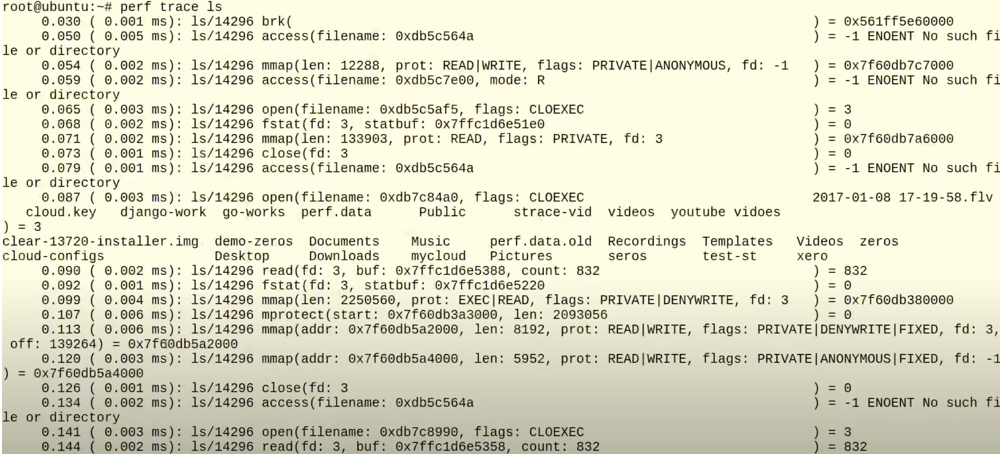 root@ubuntu:~# perf trace ls
     0.030 ( 0.001 ms): ls/14296 brk(                                                                  ) = 0x561ff5e60000
     0.050 ( 0.005 ms): ls/14296 access(filename: 0xdb5c564a                                           ) = -1 ENOENT No such fi
le or directory
     0.054 ( 0.002 ms): ls/14296 mmap(len: 12288, prot: READ|WRITE, flags: PRIVATE|ANONYMOUS, fd: -1   ) = 0x7f60db7c7000
     0.059 ( 0.002 ms): ls/14296 access(filename: 0xdb5c7e00, mode: R                                  ) = -1 ENOENT No such fi
le or directory
     0.065 ( 0.003 ms): ls/14296 open(filename: 0xdb5c5af5, flags: CLOEXEC                             ) = 3
     0.068 ( 0.002 ms): ls/14296 fstat(fd: 3, statbuf: 0x7ffc1d6e51e0                                  ) = 0
     0.071 ( 0.002 ms): ls/14296 mmap(len: 133903, prot: READ, flags: PRIVATE, fd: 3                   ) = 0x7f60db7a6000
     0.073 ( 0.001 ms): ls/14296 close(fd: 3                                                           ) = 0
     0.079 ( 0.001 ms): ls/14296 access(filename: 0xdb5c564a                                           ) = -1 ENOENT No such fi
le or directory
     0.087 ( 0.003 ms): ls/14296 open(filename: 0xdb7c84a0, flags: CLOEXEC                             2017-01-08 17-19-58.flv
   cloud.key   django-work  go-works  perf.data      Public      strace-vid  videos  youtube vidoes
) = 3
clear-13720-installer.img  demo-zeros  Documents    Music     perf.data.old  Recordings  Templates   Videos  zeros
cloud-configs              Desktop     Downloads    mycloud   Pictures       seros       test-st     xero
     0.090 ( 0.002 ms): ls/14296 read(fd: 3, buf: 0x7ffc1d6e5388, count: 832                           ) = 832
     0.092 ( 0.001 ms): ls/14296 fstat(fd: 3, statbuf: 0x7ffc1d6e5220                                  ) = 0
     0.099 ( 0.004 ms): ls/14296 mmap(len: 2250560, prot: EXEC|READ, flags: PRIVATE|DENYWRITE, fd: 3   ) = 0x7f60db380000
     0.107 ( 0.006 ms): ls/14296 mprotect(start: 0x7f60db3a3000, len: 2093056                          ) = 0
     0.113 ( 0.006 ms): ls/14296 mmap(addr: 0x7f60db5a2000, len: 8192, prot: READ|WRITE, flags: PRIVATE|DENYWRITE|FIXED, fd: 3,
 off: 139264) = 0x7f60db5a2000
     0.120 ( 0.003 ms): ls/14296 mmap(addr: 0x7f60db5a4000, len: 5952, prot: READ|WRITE, flags: PRIVATE|ANONYMOUS|FIXED, fd: -1
) = 0x7f60db5a4000
     0.126 ( 0.001 ms): ls/14296 close(fd: 3                                                           ) = 0
     0.134 ( 0.002 ms): ls/14296 access(filename: 0xdb5c564a                                           ) = -1 ENOENT No such fi
le or directory
     0.141 ( 0.003 ms): ls/14296 open(filename: 0xdb7c8990, flags: CLOEXEC                             ) = 3
     0.144 ( 0.002 ms): ls/14296 read(fd: 3, buf: 0x7ffc1d6e5358, count: 832                           ) = 832